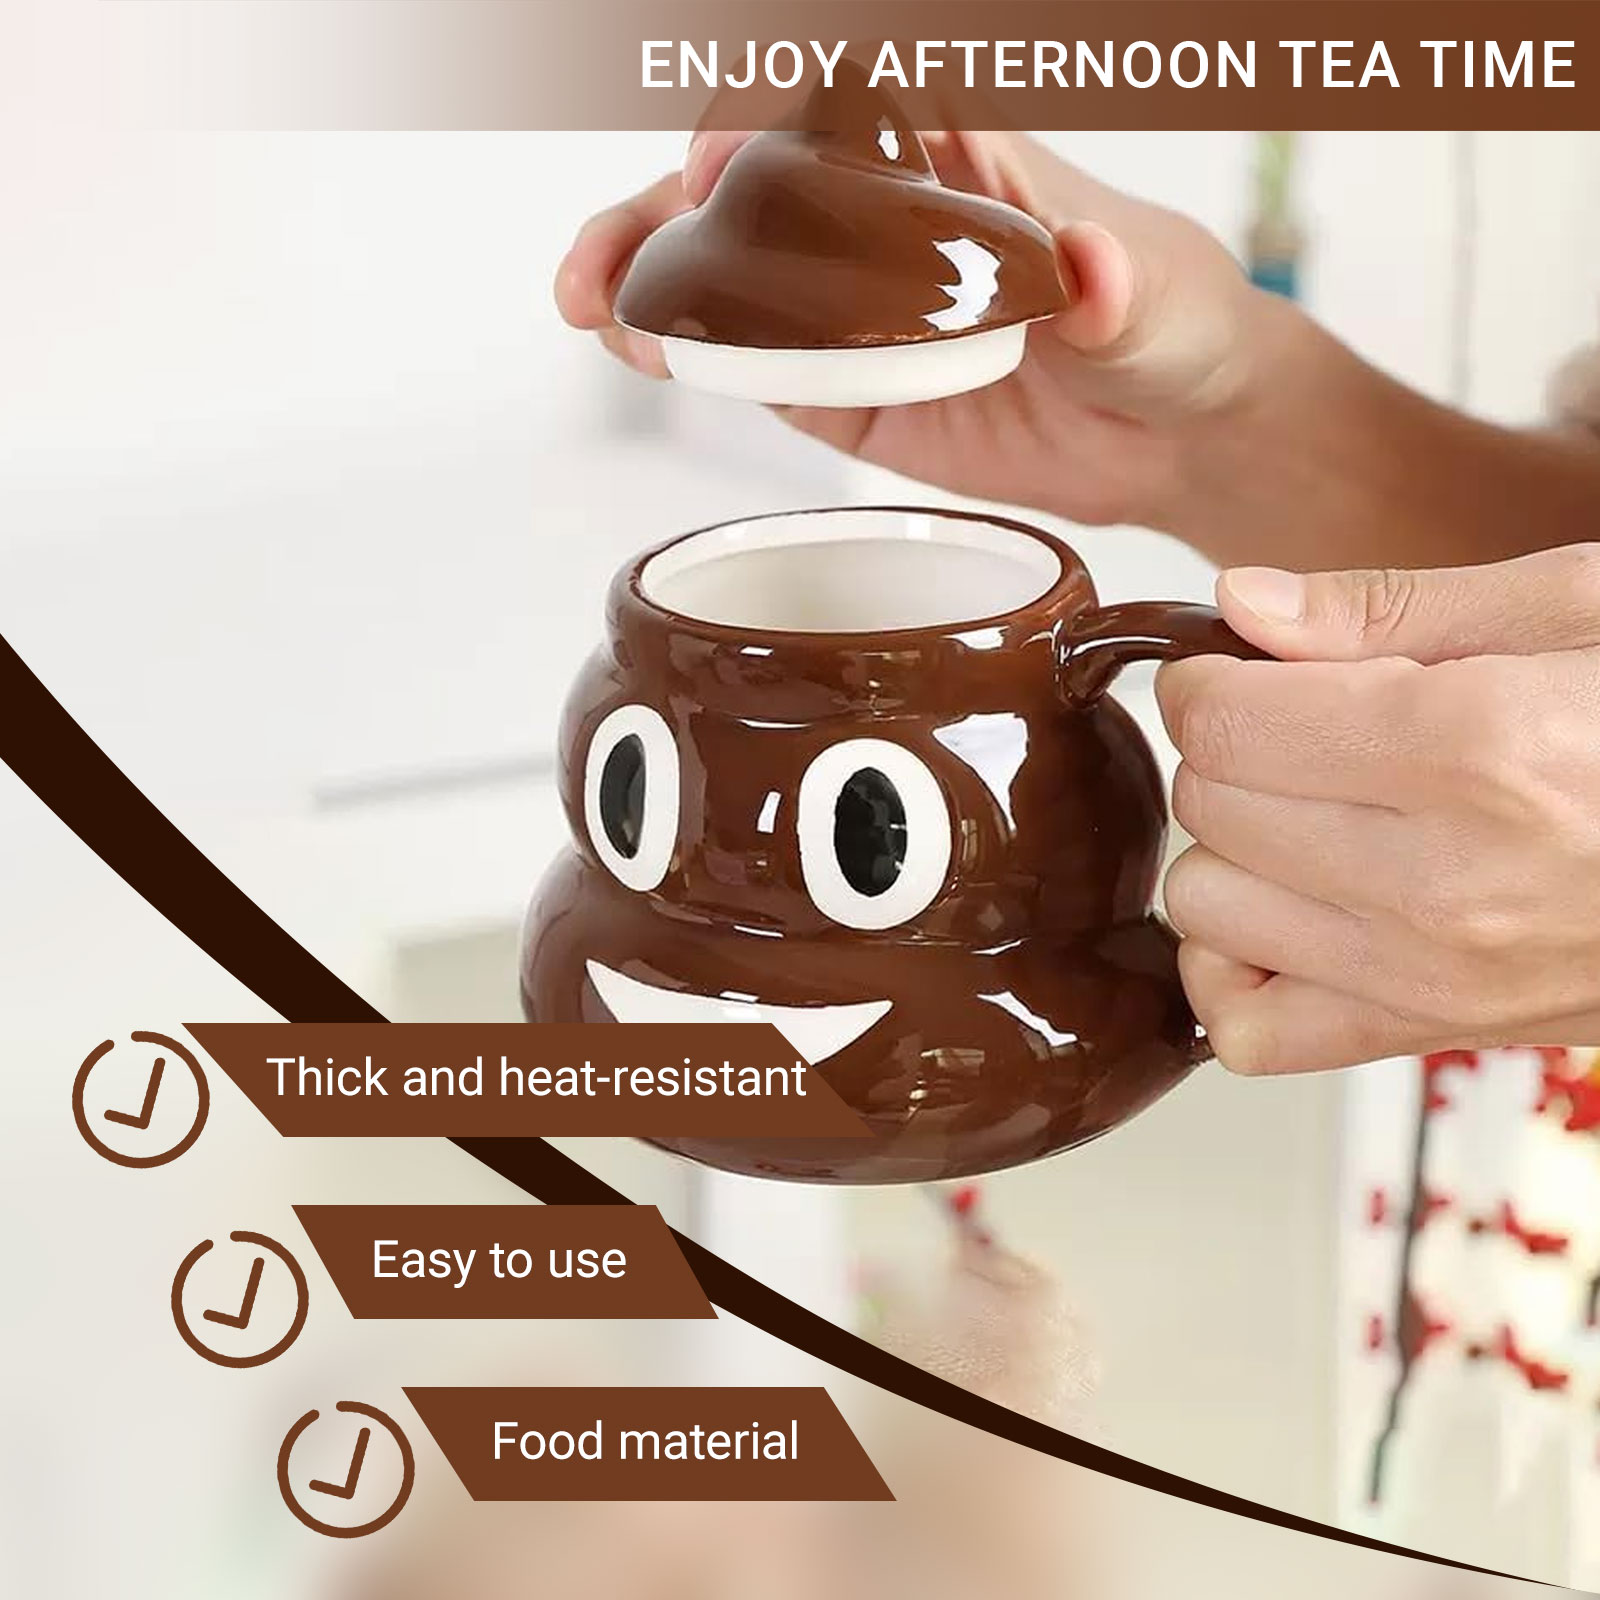 ENJOY AFTERNOON TEA TIME
Thick and heat-resistant
Easy to use
Food material